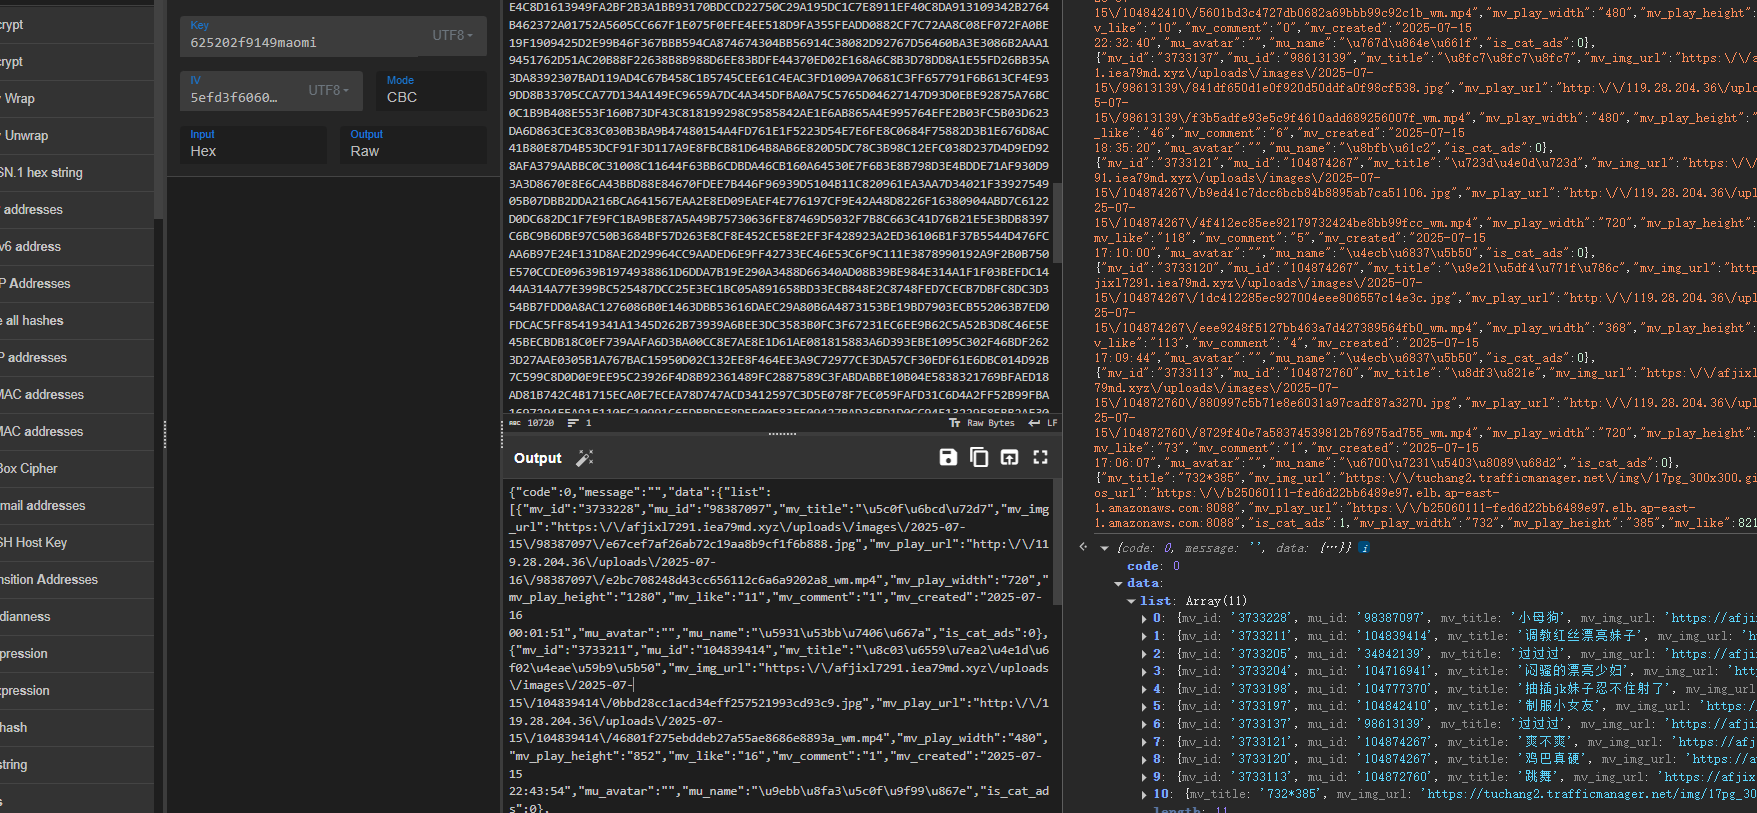 crypt
crypt
Wrap
Unwrap
SN.1 hex string
addresses
v6 address
P Addresses
e all hashes
P addresses
MAC addresses
MAC addresses
Box Cipher
mail addresses
SH Host Key
nsition Addresses
dianness
pression
xpression
hash
string
s
Key
625202f9149maomi
UTF8
IV
5efd3f6060…
UTF8
Mode
CBC
Input
Hex
Output
Raw
E4C8D1613949FA2BF2B3A1BB93170BDCCD22750C29A195DC1C7E8911EF40C8DA913109342B2764
B462372A01752A5605CC667F1E075F0EFE4EE518D9FA355FEADD0882CF7C72AA8C08EF072FA0BE
19F1909425D2E99B46F367BBB594CA874674304BB56914C38082D92767D56460BA3E3086B2AAA1
9451762D51AC20B88F22638B8B988D6EE83BDFE44370ED02E168A6C8B3D78DD8A1E55FD26BB35A
3DA8392307BAD119AD4C67B458C1B5745CEE61C4EAC3FD1009A70681C3FF657791F6B613CF4E93
9DD8B33705CCA77D134A149EC9659A7DC4A345DFBA0A75C5765D04627147D93D0EBE92875A76BC
0C1B9B408E553F160B73DF43C818199298C9585842AE1E6AB865A4E995764EFE2B03FC5B03D623
DA6D863CE3C83C030B3BA9B47480154A4FD761E1F5223D54E7E6FE8C0684F75882D3B1E676D8AC
41B80E87D4B53DCF91F3D117A9E8FBCB81D64B8AB6E820D5DC78C3B98C12EFC038D237D4D9ED92
8AFA379AABBC0C31008C11644F63BB6CDBDA46CB160A64530E7F6B3E8B798D3E4BDDE71AF930D9
3A3D8670E8E6CA43BBD88E84670FDEE7B446F96939D5104B11C820961EA3AA7D34021F33927549
05B07DBB2DDA216BCA641567EAA2E8ED09EAEF4E776197CF9E42A48D8226F16380904ABD7C6122
D0DC682DC1F7E9FC1BA9BE87A5A49B75730636FE87469D5032F7B8C663C41D76B21E5E3BDB8397
C6BC9B6DBE97C50B3684BF57D263E8CF8E452CE58E2EF3F428923A2ED36106B1F37B5544D476FC
AA6B97E24E131D8AE2D29964CC9AADED6E9FF42733EC46E53C6F9C111E3878990192A9F2B0B750
E570CCDE09639B1974938861D6DDA7B19E290A3488D66340AD08B39BE984E314A1F1F03BEFDC14
44A314A77E399BC525487DCC25E3EC1BC05A891658BD33ECB848E2C8748FED7CECB7DBFC8DC3D3
54BB7FDD0A8AC1276086B0E1463DBB53616DAEC29A80B6A4873153BE19BD7903ECB552063B7ED0
FDCAC5FF85419341A1345D262B73939A6BEE3DC3583B0FC3F67231EC6EE9B62C5A52B3D8C46E5E
45BECBDB18C0EF739AAFA6D3BA00CC8E7AE8E1D61AE081815883A6D393EBE1095C302F46BDF262
3D27AAE0305B1A767BAC15950D02C132EE8F464EE3A9C72977CE3DA57CF30EDF61E6DBC014D92B
7C599C8D0D0E9EE95C23926F4D8B92361489FC2887589C3FABDABBE10B04E5838321769BFAED18
AD81B742C4B1715ECA0E7ECEA78D747ACD3412597C3D5E078F7EC059FAFD31C6D4A2FF52B99FBA
10720 1
Raw Bytes LF
Output
{"code":0,"message":"","data":{"list":
[{"mv_id":"3733228","mu_id":"98387097","mv_title":"\u5c0f\u6bcd\u72d7","mv_img
_url":"https:\/\/afjixl7291.iea79md.xyz\/uploads\/images\/2025-07-
15\/98387097\/e67cef7af26ab72c19aa8b9cf1f6b888.jpg","mv_play_url":"http:\/\/11
9.28.204.36\/uploads\/2025-07-
16\/98387097\/e2bc708248d43cc656112c6a6a9202a8_wm.mp4","mv_play_width":"720","
mv_play_height":"1280","mv_like":"11","mv_comment":"1","mv_created":"2025-07-
16
00:01:51","mu_avatar":"","mu_name":"\u5931\u53bb\u7406\u667a","is_cat_ads":0},
{"mv_id":"3733211","mu_id":"104839414","mv_title":"\u8c03\u6559\u7ea2\u4e1d\u6
f02\u4eae\u59b9\u5b50","mv_img_url":"https:\/\/afjixl7291.iea79md.xyz\/uploads
\/images\/2025-07-
15\/104839414\/0bbd28cc1acd34eff257521993cd93c9.jpg","mv_play_url":"http:\/\/1
19.28.204.36\/uploads\/2025-07-
15\/104839414\/46801f275ebddeb27a55ae8686e8893a_wm.mp4","mv_play_width":"480",
"mv_play_height":"852","mv_like":"16","mv_comment":"1","mv_created":"2025-07-
15
22:43:54","mu_avatar":"","mu_name":"\u9ebb\u8fa3\u5c0f\u9f99\u867e","is_cat_ad
s":0},
15\/104842410\/5601bd3c4727db0682a69bbb99c92c1b_wm.mp4","mv_play_width":"480","mv_play_height":
v_like":"10","mv_comment":"0","mv_created":"2025-07-15
22:32:40","mu_avatar":"","mu_name":"\u767d\u864e\u661f","is_cat_ads":0},
{"mv_id":"3733137","mu_id":"98613139","mv_title":"\u8fc7\u8fc7\u8fc7","mv_img_url":"https:\/\/a
1.iea79md.xyz\/uploads\/images\/2025-07-
15\/98613139\/841df650d1e0f920d50ddfa0f98cf538.jpg","mv_play_url":"http:\/\/119.28.204.36\/uploa
5-07-
15\/98613139\/f3b5adfe93e5c9f4610add689256007f_wm.mp4","mv_play_width":"480","mv_play_height":"
_like":"46","mv_comment":"6","mv_created":"2025-07-15
18:35:20","mu_avatar":"","mu_name":"\u8bfb\u61c2","is_cat_ads":0},
{"mv_id":"3733121","mu_id":"104874267","mv_title":"\u723d\u4e0d\u723d","mv_img_url":"https:\/\/
91.iea79md.xyz\/uploads\/images\/2025-07-
15\/104874267\/b9ed41c7dcc6bcb84b8895ab7ca51106.jpg","mv_play_url":"http:\/\/119.28.204.36\/upl
25-07-
15\/104874267\/4f412ec85ee92179732424be8bb99fcc_wm.mp4","mv_play_width":"720","mv_play_height":
mv_like":"118","mv_comment":"5","mv_created":"2025-07-15
17:10:00","mu_avatar":"","mu_name":"\u4ecb\u6837\u5b50","is_cat_ads":0},
{"mv_id":"3733120","mu_id":"104874267","mv_title":"\u9e21\u5df4\u771f\u786c","mv_img_url":"http
jixl7291.iea79md.xyz\/uploads\/images\/2025-07-
15\/104874267\/1dc412285ec927004eee806557c14e3c.jpg","mv_play_url":"http:\/\/119.28.204.36\/upl
25-07-
15\/104874267\/eee9248f5127bb463a7d427389564fb0_wm.mp4","mv_play_width":"368","mv_play_height":
v_like":"113","mv_comment":"4","mv_created":"2025-07-15
17:09:44","mu_avatar":"","mu_name":"\u4ecb\u6837\u5b50","is_cat_ads":0},
{"mv_id":"3733113","mu_id":"104872760","mv_title":"\u8df3\u821e","mv_img_url":"https:\/\/afjixl
79md.xyz\/uploads\/images\/2025-07-
15\/104872760\/880997c5b71e8e6031a97cadf87a3270.jpg","mv_play_url":"http:\/\/119.28.204.36\/upl
25-07-
15\/104872760\/8729f40e7a58374539812b76975ad755_wm.mp4","mv_play_width":"720","mv_play_height":
mv_like":"73","mv_comment":"1","mv_created":"2025-07-15
17:06:07","mu_avatar":"","mu_name":"\u6700\u7231\u5403\u8089\u68d2","is_cat_ads":0},
{"mv_title":"732*385","mv_img_url":"https:\/\/tuchang2.trafficmanager.net\/img\/17pg_300x300.gi
os_url":"https:\/\/b25060111-fed6d22bb6489e97.elb.ap-east-
1.amazonaws.com:8088","mv_play_url":"https:\/\/b25060111-fed6d22bb6489e97.elb.ap-east-
1.amazonaws.com:8088","is_cat_ads":1,"mv_play_width":"732","mv_play_height":"385","mv_like":821
{code: 0, message: '', data: {…}}
code: 0
data:
list: Array(11)
0: {mv_id: '3733228', mu_id: '98387097', mv_title: '小母狗', mv_img_url: 'https://afji
1: {mv_id: '3733211', mu_id: '104839414', mv_title: '调教红丝漂亮妹子', mv_img_url: 'h
2: {mv_id: '3733205', mu_id: '34842139', mv_title: '过过过', mv_img_url: 'https://afji
3: {mv_id: '3733204', mu_id: '104716941', mv_title: '闷骚的漂亮少妇', mv_img_url: 'htt
4: {mv_id: '3733198', mu_id: '104777370', mv_title: '抽插jk妹子忍不住射了', mv_img_url
5: {mv_id: '3733197', mu_id: '104842410', mv_title: '制服小女友', mv_img_url: 'https:/
6: {mv_id: '3733137', mu_id: '98613139', mv_title: '过过过', mv_img_url: 'https://afji
7: {mv_id: '3733121', mu_id: '104874267', mv_title: '爽不爽', mv_img_url: 'https://afj
8: {mv_id: '3733120', mu_id: '104874267', mv_title: '鸡巴真硬', mv_img_url: 'https://a
9: {mv_id: '3733113', mu_id: '104872760', mv_title: '跳舞', mv_img_url: 'https://afjix
10: {mv_title: '732*385', mv_img_url: 'https://tuchang2.trafficmanager.net/img/17pg_30
length: 11